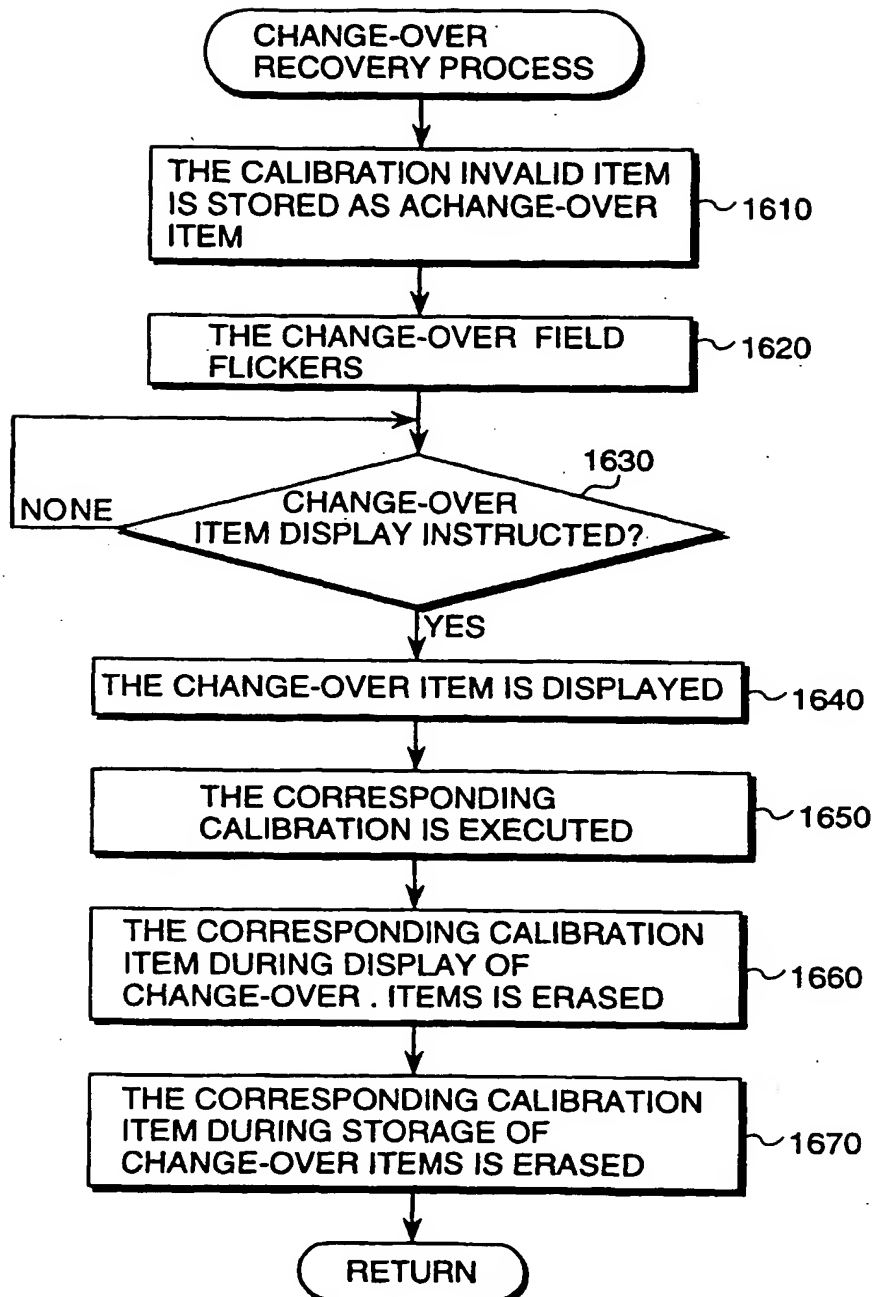 CHANGE-OVER
RECOVERY PROCESS
THE CALIBRATION INVALID ITEM
IS STORED AS ACHANGE-OVER
ITEM
1610
THE CHANGE-OVER FIELD
FLICKERS
1620
1630
NONE
CHANGE-OVER
ITEM DISPLAY INSTRUCTED?
YES
THE CHANGE-OVER ITEM IS DISPLAYED
1640
THE CORRESPONDING
CALIBRATION IS EXECUTED
1650
THE CORRESPONDING CALIBRATION
ITEM DURING DISPLAY OF
CHANGE-OVER . ITEMS IS ERASED
1660
THE CORRESPONDING CALIBRATION
ITEM DURING STORAGE OF
CHANGE-OVER ITEMS IS ERASED
1670
RETURN